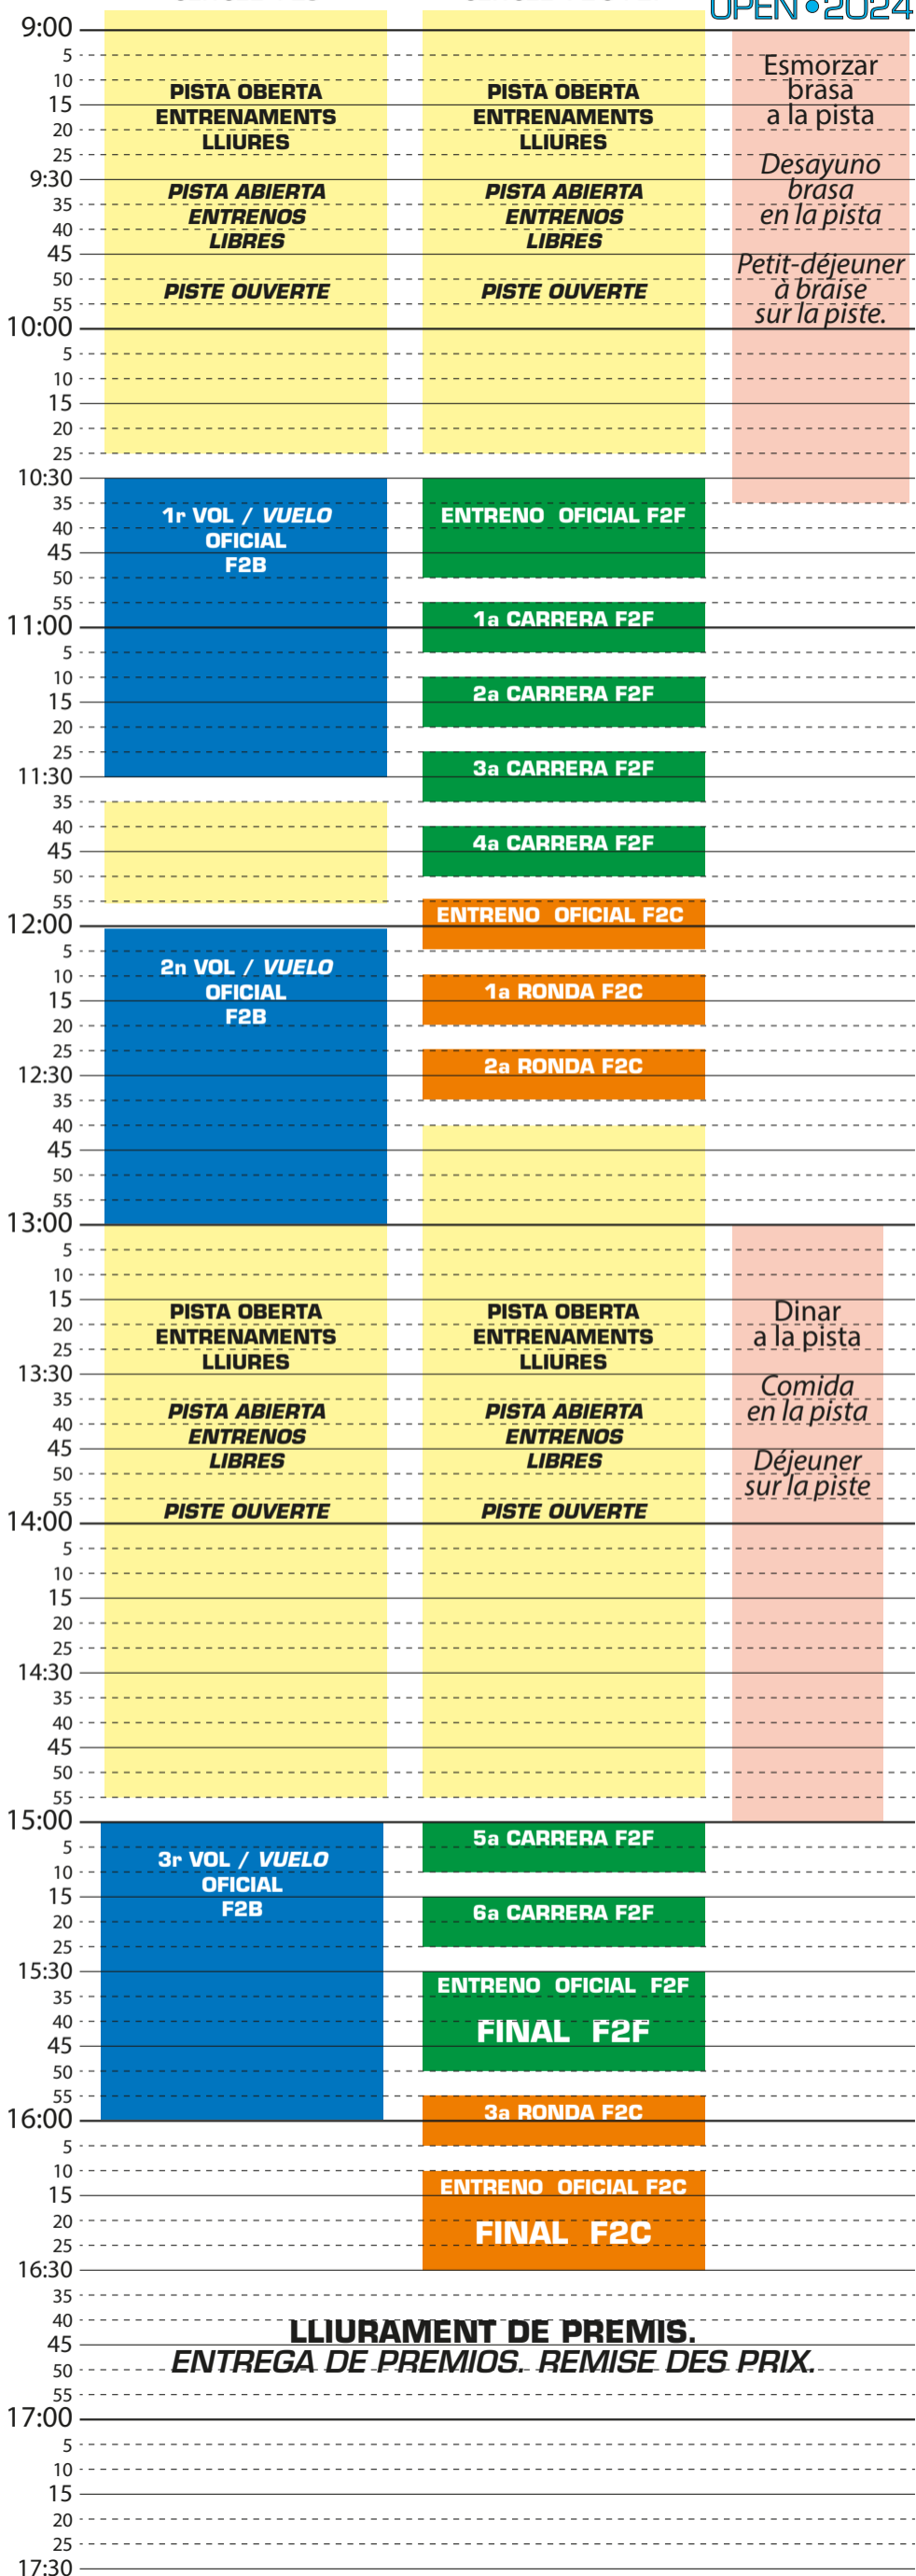 OPEN • 2024
9:00
5
10
15
20
25
9:30
35
40
45
50
55
10:00
5
10
15
20
25
10:30
35
40
45
50
55
11:00
5
10
15
20
25
11:30
35
40
45
50
55
12:00
5
10
15
20
25
12:30
35
40
45
50
55
13:00
5
10
15
20
25
13:30
35
40
45
50
55
14:00
5
10
15
20
25
14:30
35
40
45
50
55
15:00
5
10
15
20
25
15:30
35
40
45
50
55
16:00
5
10
15
20
25
16:30
35
40
45
50
55
17:00
5
10
15
20
25
17:30
PISTA OBERTA
ENTRENAMENTS
LLIURES
PISTA ABIERTA
ENTRENOS
LIBRES
PISTE OUVERTE
1r VOL / VUELO
OFICIAL
F2B
2n VOL / VUELO
OFICIAL
F2B
PISTA OBERTA
ENTRENAMENTS
LLIURES
PISTA ABIERTA
ENTRENOS
LIBRES
PISTE OUVERTE
3r VOL / VUELO
OFICIAL
F2B
PISTA OBERTA
ENTRENAMENTS
LLIURES
PISTA ABIERTA
ENTRENOS
LIBRES
PISTE OUVERTE
ENTRENO OFICIAL F2F
1a CARRERA F2F
2a CARRERA F2F
3a CARRERA F2F
4a CARRERA F2F
ENTRENO OFICIAL F2C
1a RONDA F2C
2a RONDA F2C
PISTA OBERTA
ENTRENAMENTS
LLIURES
PISTA ABIERTA
ENTRENOS
LIBRES
PISTE OUVERTE
5a CARRERA F2F
6a CARRERA F2F
ENTRENO OFICIAL F2F
FINAL F2F
3a RONDA F2C
ENTRENO OFICIAL F2C
FINAL F2C
Esmorzar
brasa
a la pista
Desayuno
brasa
en la pista
Petit-déjeuner
à braise
sur la piste.
Dinar
a la pista
Comida
en la pista
Déjeuner
sur la piste
LLIURAMENT DE PREMIS.
ENTREGA DE PREMIOS. REMISE DES PRIX.